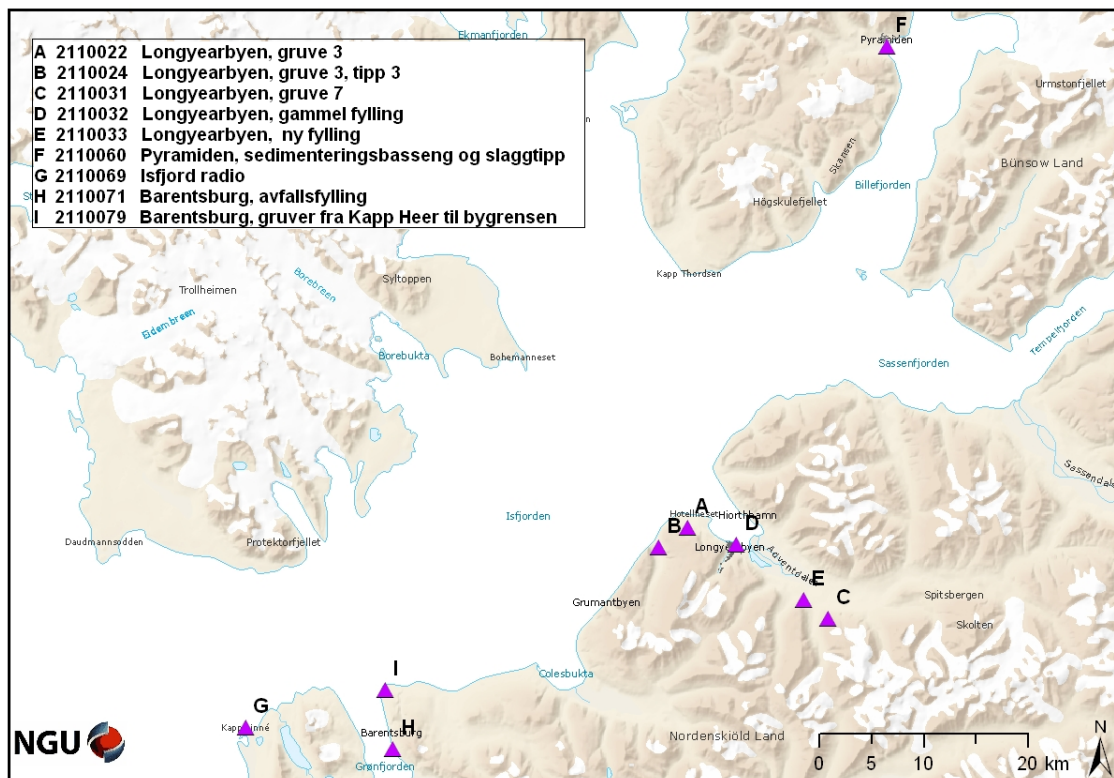 Ekmanfjorden
F
Pyramiden
A 2110022 Longyearbyen, gruve 3
B 2110024 Longyearbyen, gruve 3, tipp 3
C 2110031 Longyearbyen, gruve 7
D 2110032 Longyearbyen, gammel fylling
E 2110033 Longyearbyen, ny fylling
F 2110060 Pyramiden, sedimenteringsbasseng og slaggtipp
G 2110069 Isfjord radio
H 2110071 Barentsburg, avfallsfylling
I 2110079 Barentsburg, gruver fra Kapp Heer til bygrensen
Urmstonfjellet
Bünsow Land
Skansen
Billefjorden
Högskulefjellet
Kapp Thordsen
Syltoppen
Borebreen
Trollheimen
Eidembreen
Borebukta
Bohemanneset
Tempelfjorden
Sassenfjorden
Sassendalen
Isfjorden
A
Hotellneset
Hiorthhamn
B
D
Longyearbyen
Adventdalen
Daudmannsodden
Protektorfjellet
E
C
Grumantbyen
Spitsbergen
Skolten
I
Colesbukta
G
Kapp Linné
H
Barentsburg
Nordenskiöld Land
Grønfjorden
NGU
N
0 5 10 20 km